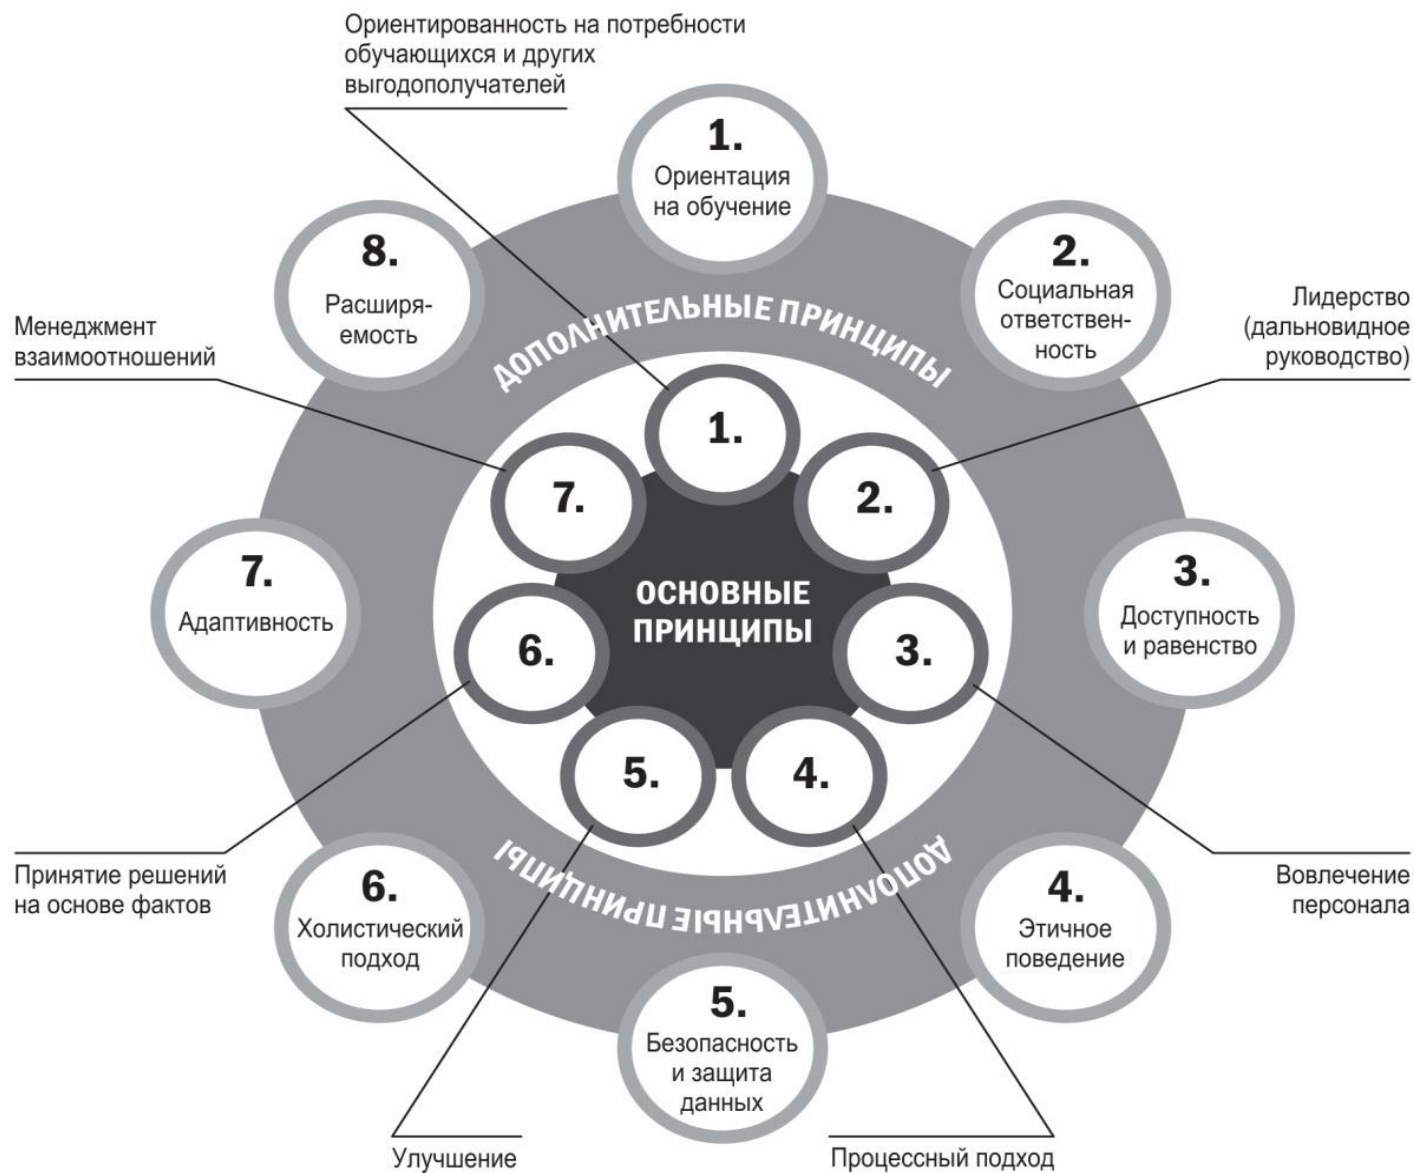 Ориентированность на потребности
обучающихся и других
выгодополучателей
1.
Ориентация
на обучение
2.
Социальная
ответствен-
ность
8.
Расширя-
емость
Менеджмент
взаимоотношений
Лидерство
(дальновидное
руководство)
ДОПОЛНИТЕЛЬНЫЕ ПРИНЦИПЫ
1.
2.
7.
3.
Доступность
и равенство
7.
Адаптивность
ОСНОВНЫЕ
ПРИНЦИПЫ
6.
3.
5.
4.
ДОПОЛНИТЕЛЬНЫЕ ПРИНЦИПЫ
Принятие решений
на основе фактов
6.
Холистический
подход
4.
Этичное
поведение
Вовлечение
персонала
5.
Безопасность
и защита
данных
Улучшение
Процессный подход